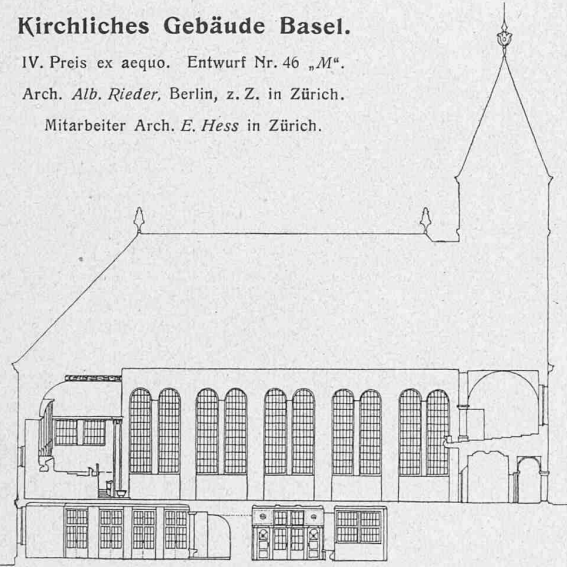 Kirchliches Gebäude Basel.
IV. Preis ex aequo. Entwurf Nr. 46 „M“.
Arch. Alb. Rieder, Berlin, z. Z. in Zürich.
Mitarbeiter Arch. E. Hess in Zürich.